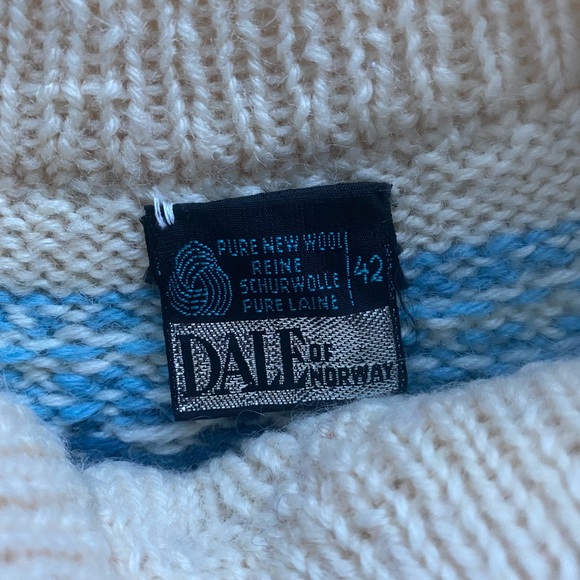 PURE NEW WOOL
REINE
SCHURWOLLE
PURE LAINE
42
DALE OF
NORWAY